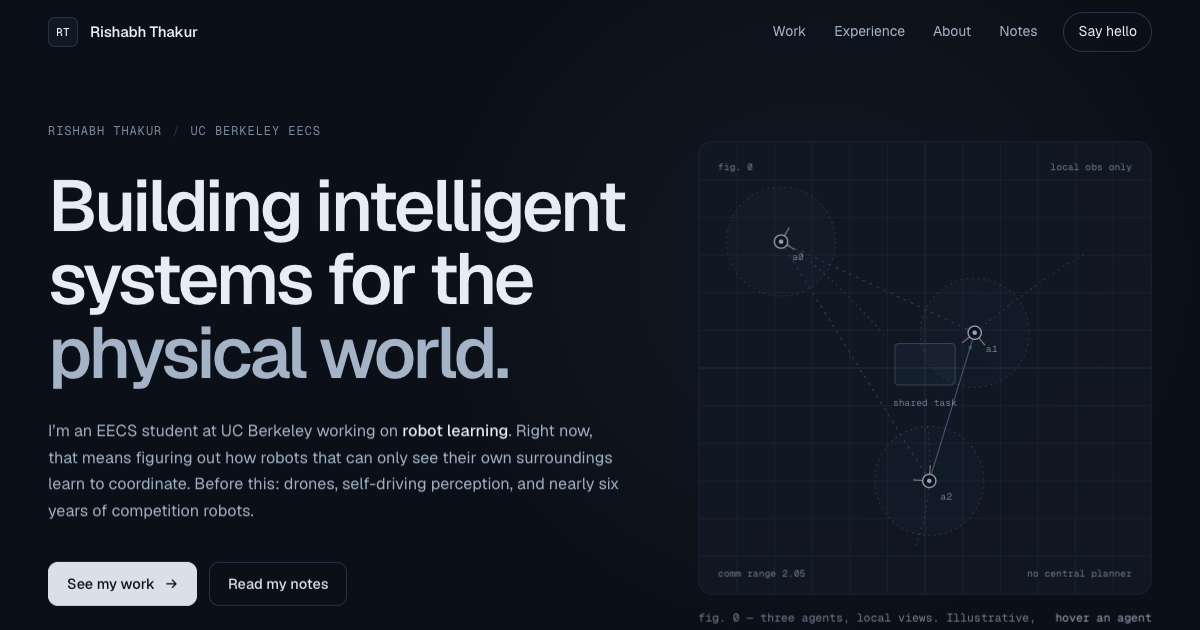 RT Rishabh Thakur
Work Experience About Notes Say hello
RISHABH THAKUR / UC BERKELEY EECS
Building intelligent
systems for the
physical world.
I’m an EECS student at UC Berkeley working on robot learning. Right now,
that means figuring out how robots that can only see their own surroundings
learn to coordinate. Before this: drones, self-driving perception, and nearly six
years of competition robots.
See my work →
Read my notes
fig. 0
local obs only
a0
a1
shared task
a2
comm range 2.05
no central planner
fig. 0 — three agents, local views. Illustrative,
hover an agent